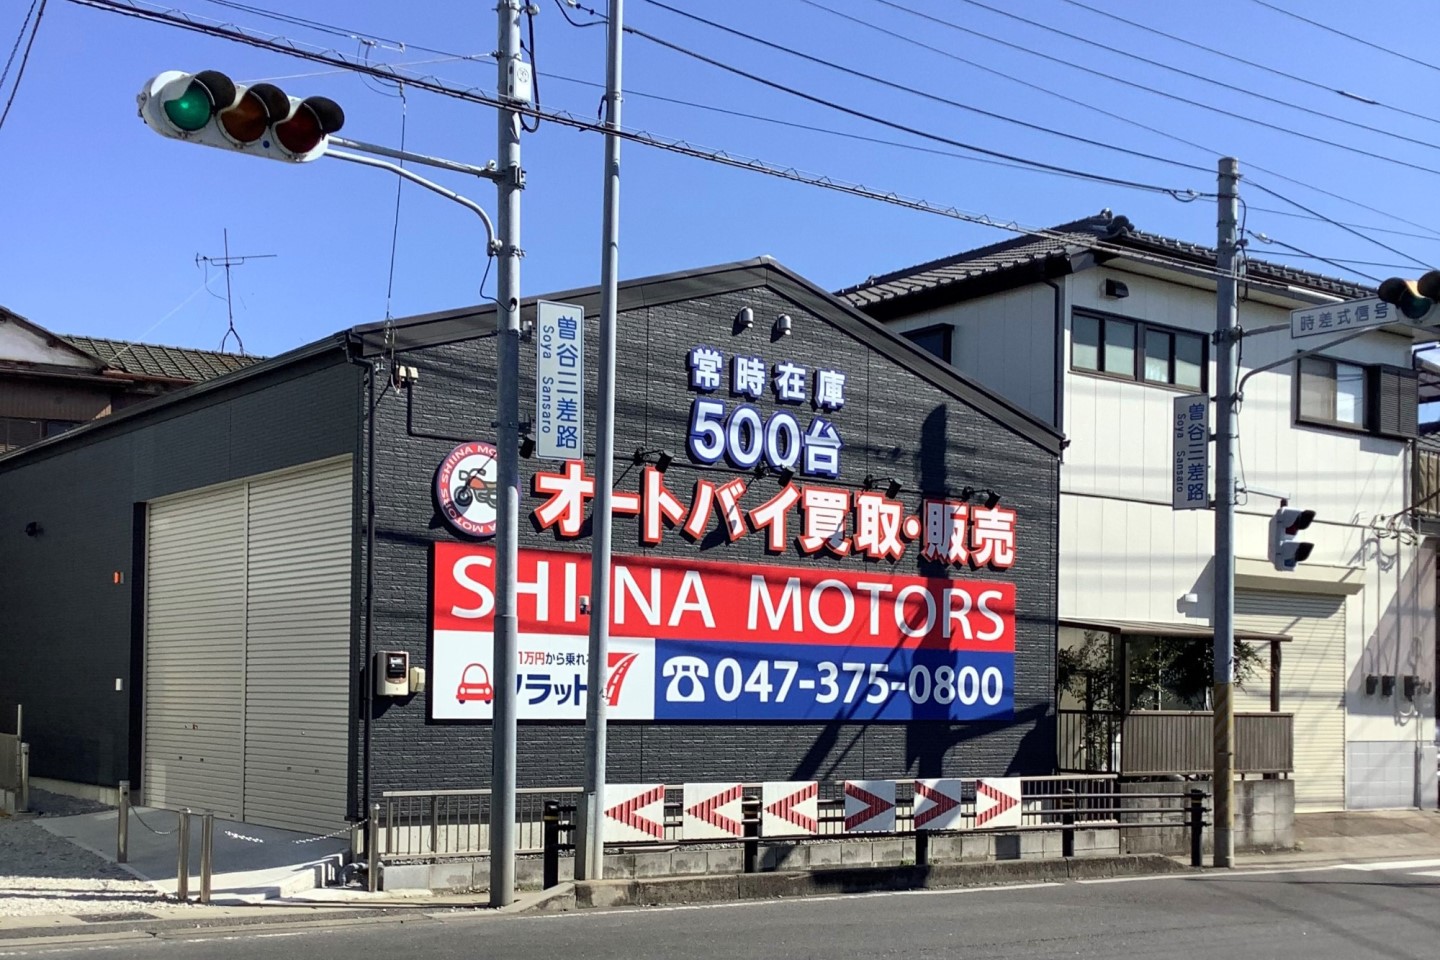 時差式信号
曽谷三差路
Soya Sansaro
曽谷三差路
Soya Sansaro
常時在庫
500台
オートバイ買取・販売
SHIINA MOTORS
1万円から乗れ
ラット7
☎047-375-0800